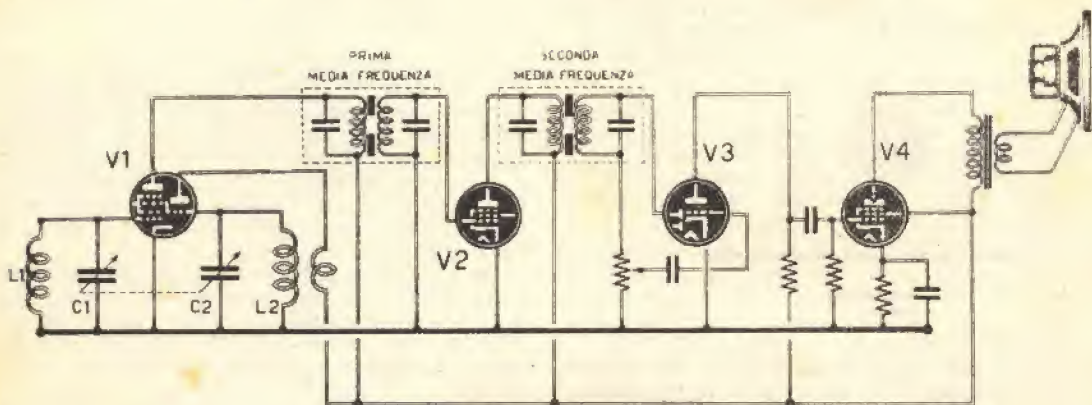 PRIMA
MEDIA FREQUENZA
SECONDA
MEDIA FREQUENZA
V1
V2
V3
V4
L1
C1
C2
L2